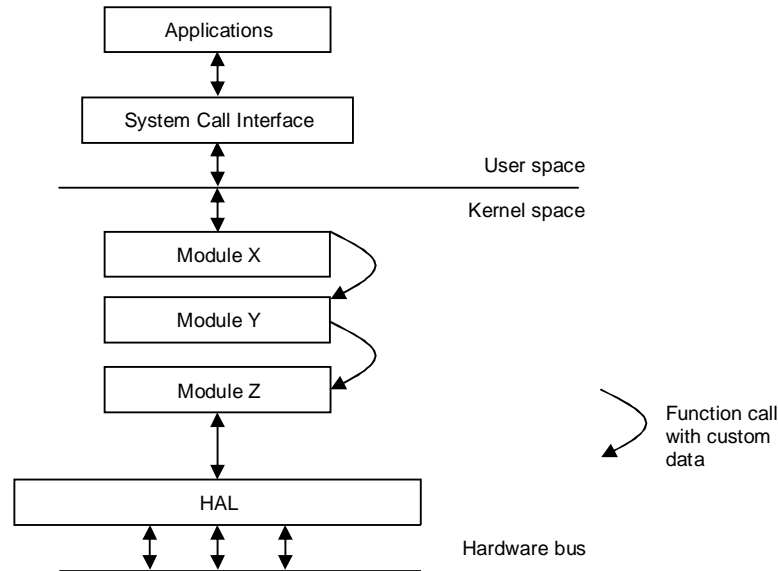 Applications
System Call Interface
User space
Kernel space
Module X
Module Y
Module Z
Function call
with custom
data
HAL
Hardware bus